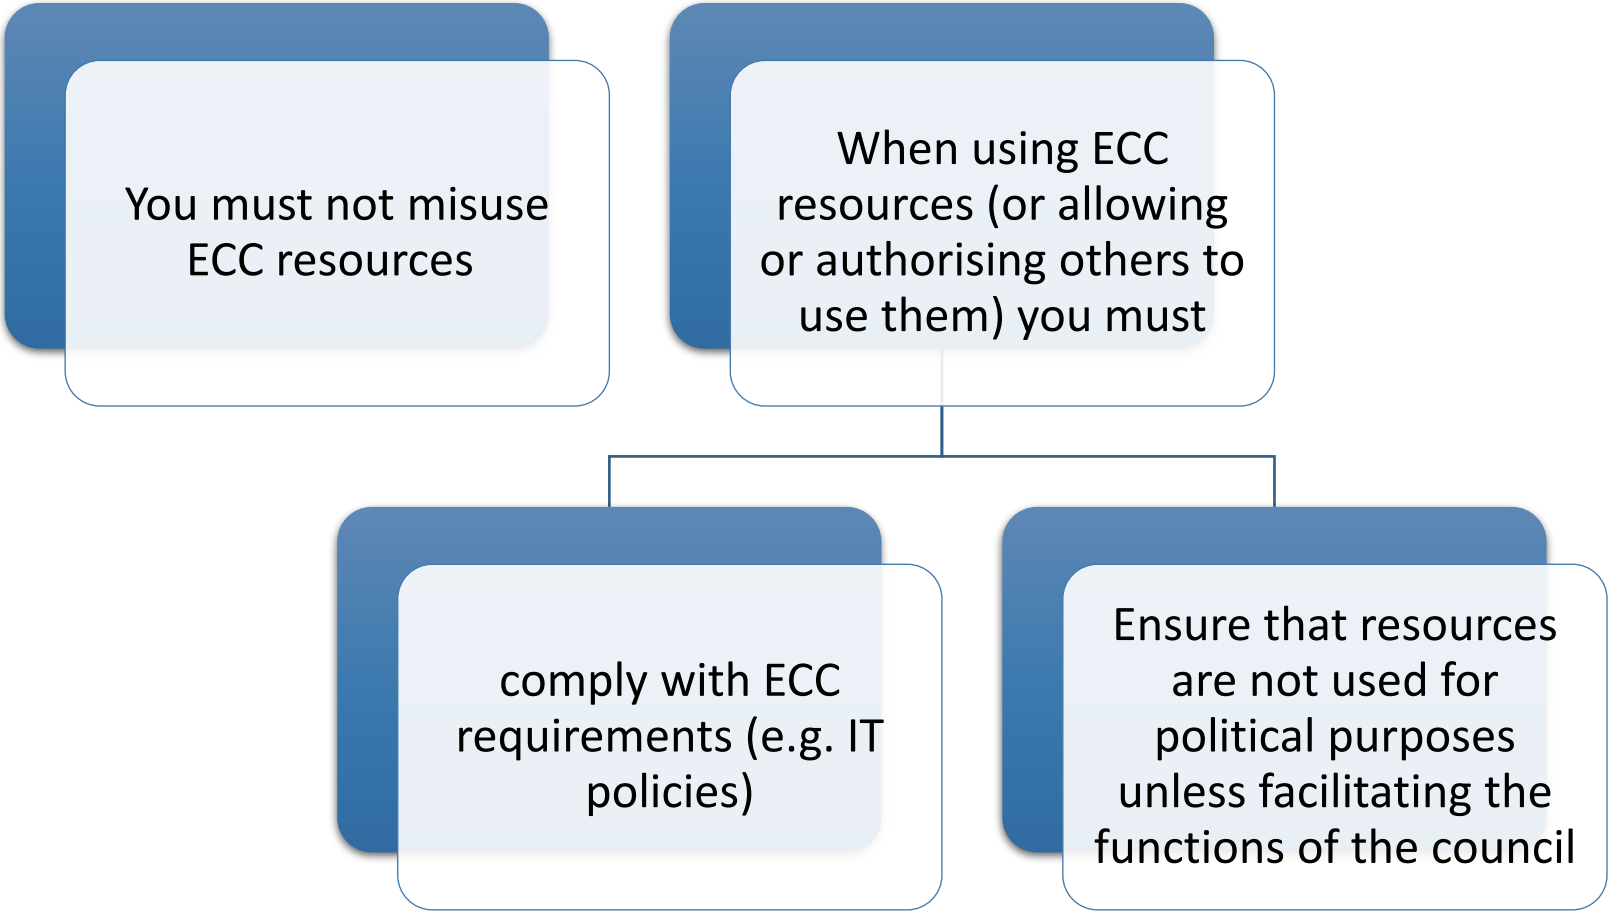 You must not misuse
ECC resources
When using ECC
resources (or allowing
or authorising others to
use them) you must
comply with ECC
requirements (e.g. IT
policies)
Ensure that resources
are not used for
political purposes
unless facilitating the
functions of the council